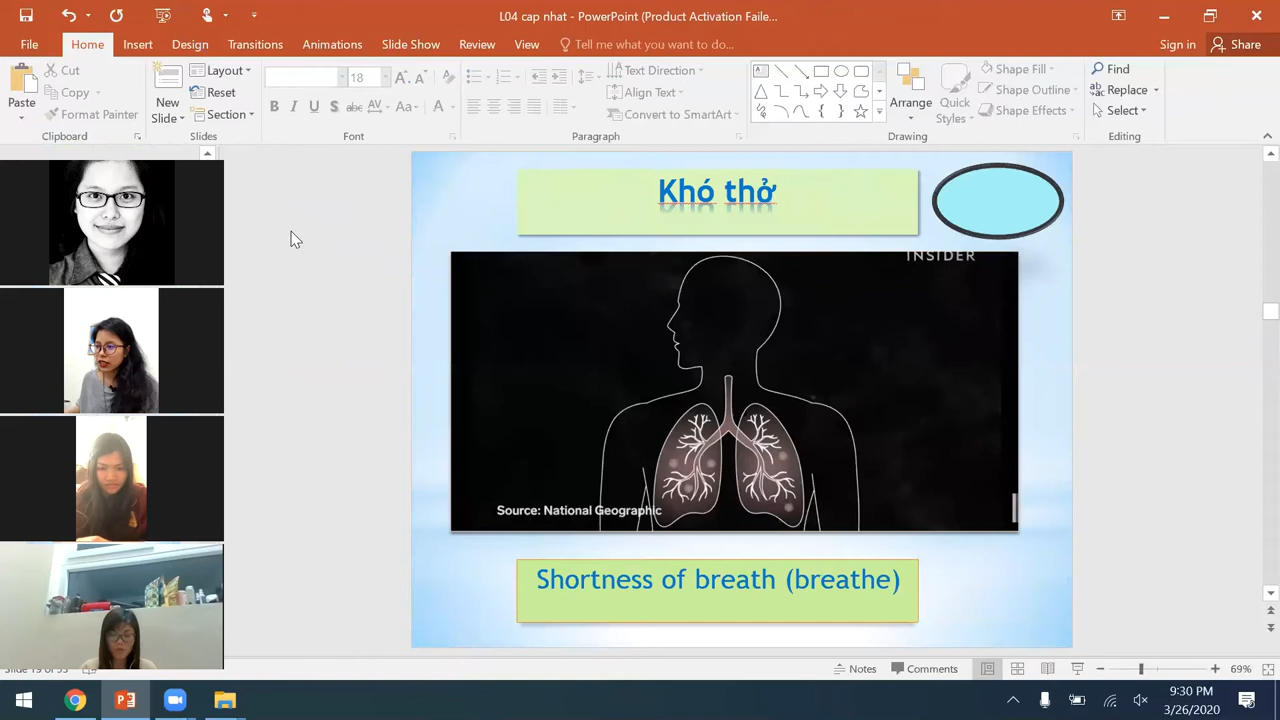 L04 cap nhat - PowerPoint (Product Activation Faile...
File Home Insert Design Transitions Animations Slide Show Review View Tell me what you want to do... Sign in Share
Paste
Cut
Copy
Format Painter
Clipboard
New
Slide
Layout
Reset
Section
Slides
18
B I U S abc AV Aa A
Font
Text Direction
Align Text
Convert to SmartArt
Paragraph
Arrange
Quick
Styles
Shape Fill
Shape Outline
Shape Effects
Drawing
Find
Replace
Select
Editing
Khó thở
INSIDER
Source: National Geographic
Shortness of breath (breathe)
Notes Comments 69%
9:30 PM
3/26/2020